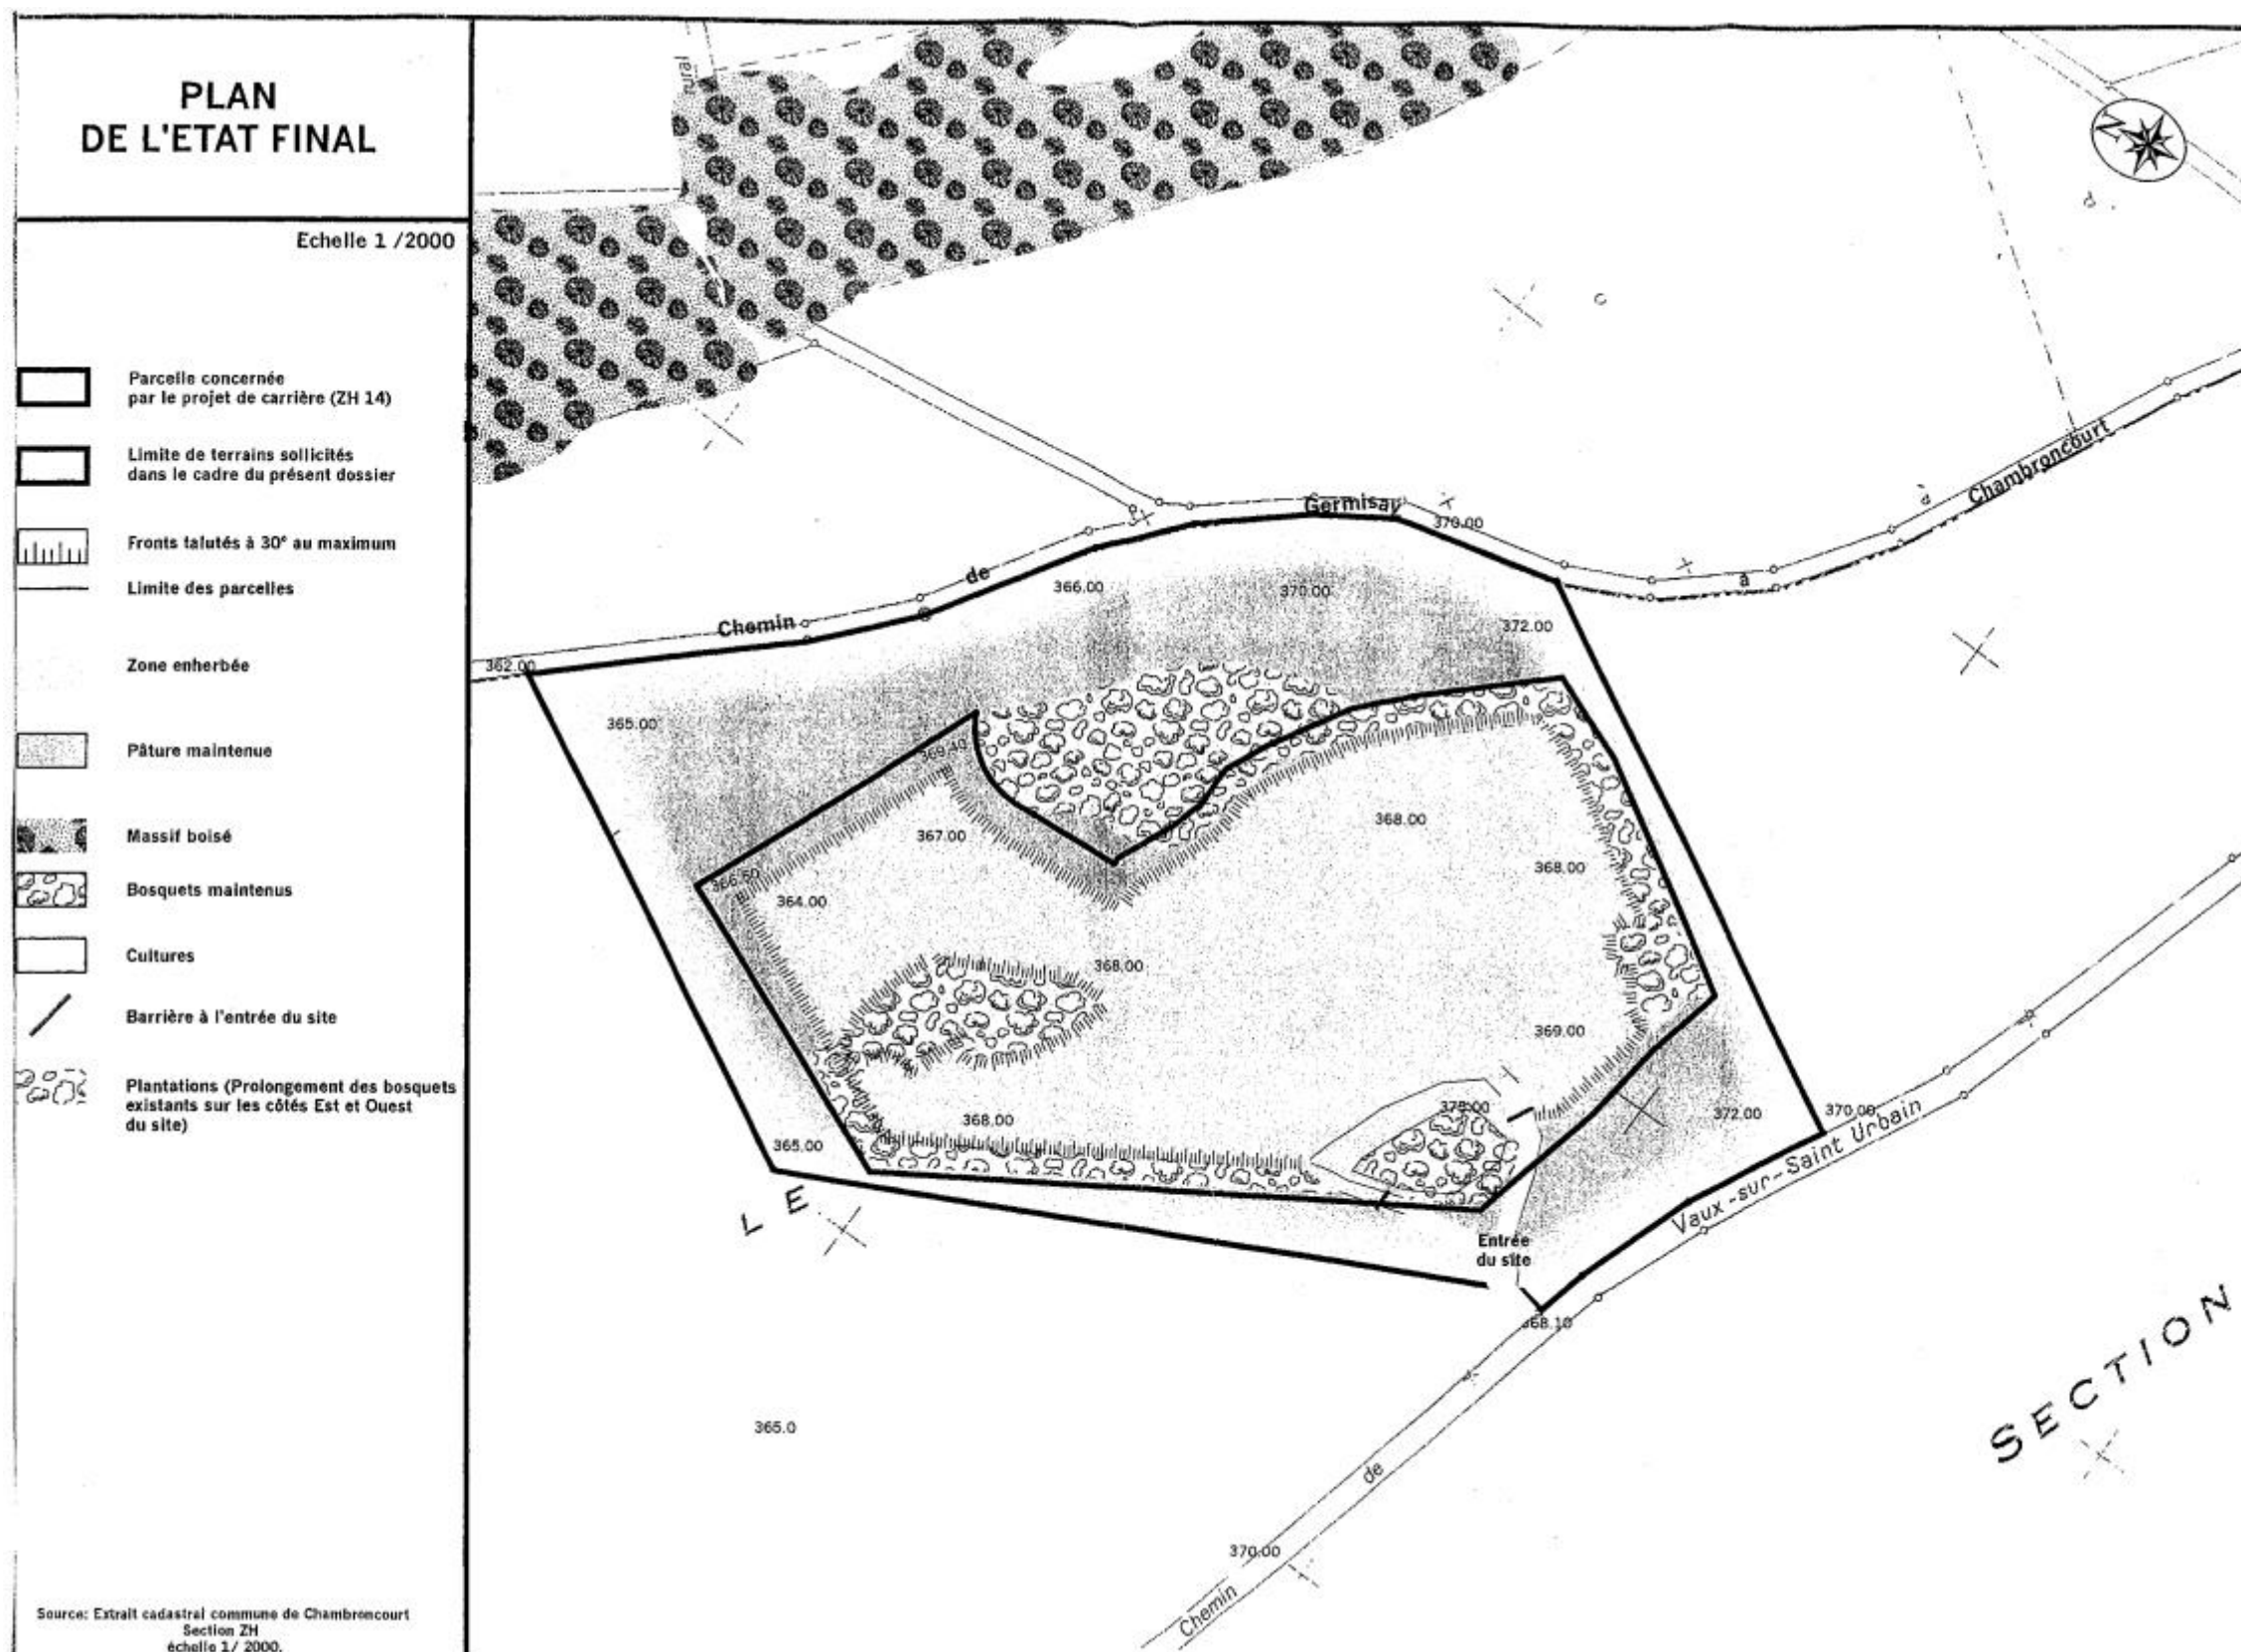 PLAN
DE L'ETAT FINAL
Echelle 1 /2000
Parcelle concernée
par le projet de carrière (ZH 14)
Limite de terrains sollicités
dans le cadre du présent dossier
Fronts talutés à 30° au maximum
Limite des parcelles
Zone enherbée
Pâture maintenue
Massif boisé
Bosquets maintenus
Cultures
Barrière à l'entrée du site
Plantations (Prolongement des bosquets
existants sur les côtés Est et Ouest
du site)
Source: Extrait cadastral commune de Chambroncourt
Section ZH
échelle 1/ 2000.
rural
N
Chemin
de
Germisay
à
Chambroncourt
370.00
362.00
366.00
370.00
372.00
365.00
369.40
367.00
368.00
366.50
364.00
368.00
368.00
369.00
368.00
365.00
372.00
370.00
L E
Entrée
du site
Vaux-sur-Saint Urbain
368.10
SECTION
365.0
de
370.00
Chemin